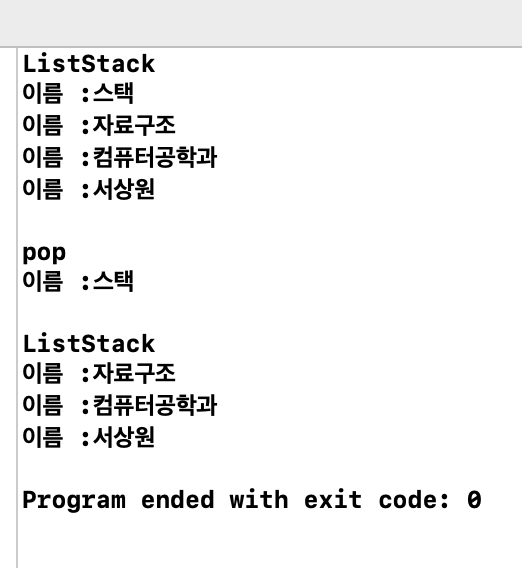 ListStack
이름 :스택
이름 :자료구조
이름 :컴퓨터공학과
이름 :서상원
pop
이름 :스택
ListStack
이름 :자료구조
이름 :컴퓨터공학과
이름 :서상원
Program ended with exit code: 0